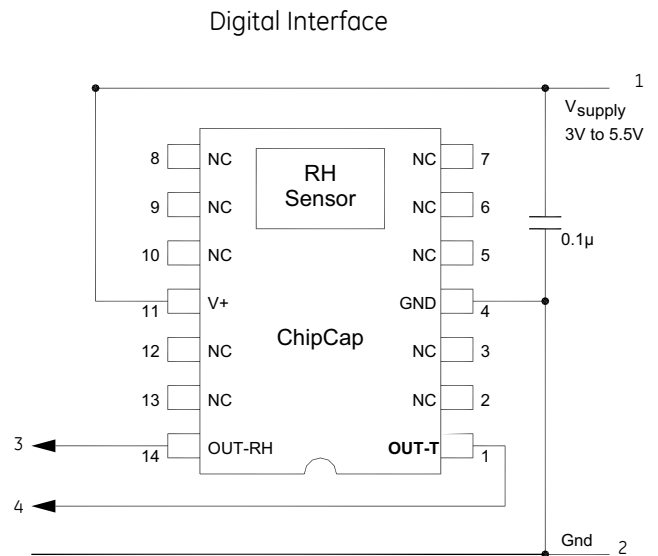 Digital Interface
1
Vsupply
3V to 5.5V
8 NC
RH
Sensor
NC 7
9 NC
NC 6
10 NC
NC 5
0.1µ
11 V+
GND 4
ChipCap
12 NC
NC 3
13 NC
NC 2
3
14 OUT-RH
OUT-T 1
4
Gnd 2